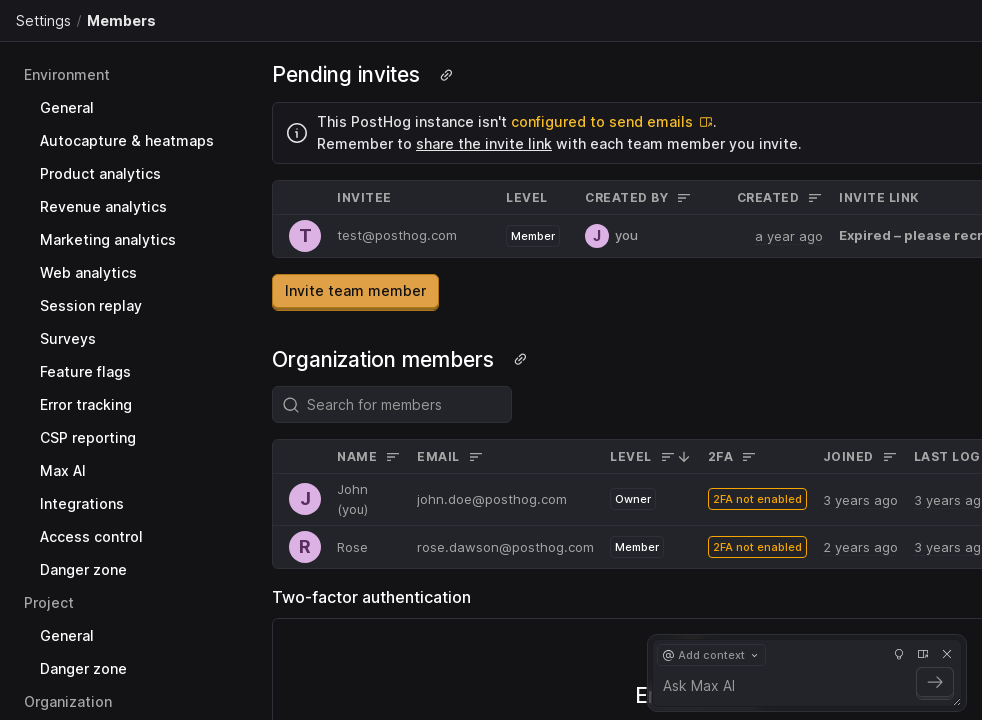 Settings / Members
Environment
General
Autocapture & heatmaps
Product analytics
Revenue analytics
Marketing analytics
Web analytics
Session replay
Surveys
Feature flags
Error tracking
CSP reporting
Max AI
Integrations
Access control
Danger zone
Project
General
Danger zone
Organization
Pending invites
This PostHog instance isn't configured to send emails.
Remember to share the invite link with each team member you invite.
INVITEE LEVEL CREATED BY CREATED INVITE LINK
T test@posthog.com Member J you a year ago Expired – please recr
Invite team member
Organization members
Search for members
NAME EMAIL LEVEL 2FA JOINED LAST LOG
J John (you) john.doe@posthog.com Owner 2FA not enabled 3 years ago 3 years ag
R Rose rose.dawson@posthog.com Member 2FA not enabled 2 years ago 3 years ag
Two-factor authentication
@ Add context
Ask Max AI